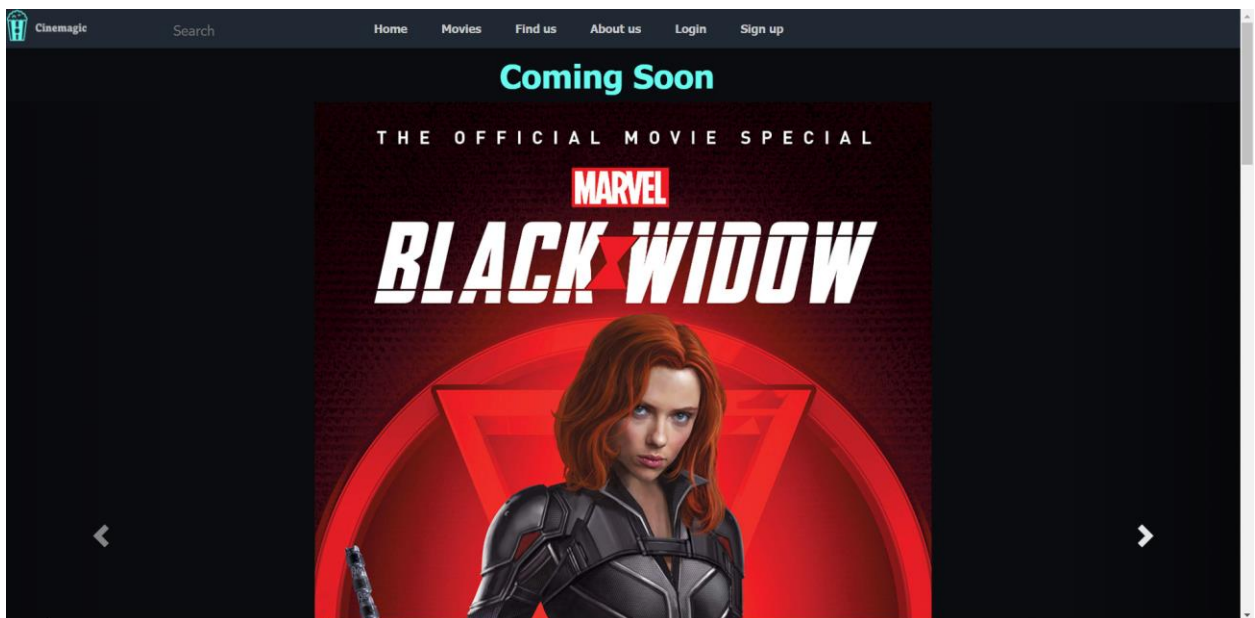 Cinemagic Search Home Movies Find us About us Login Sign up
Coming Soon
THE OFFICIAL MOVIE SPECIAL
MARVEL
BLACK WIDOW